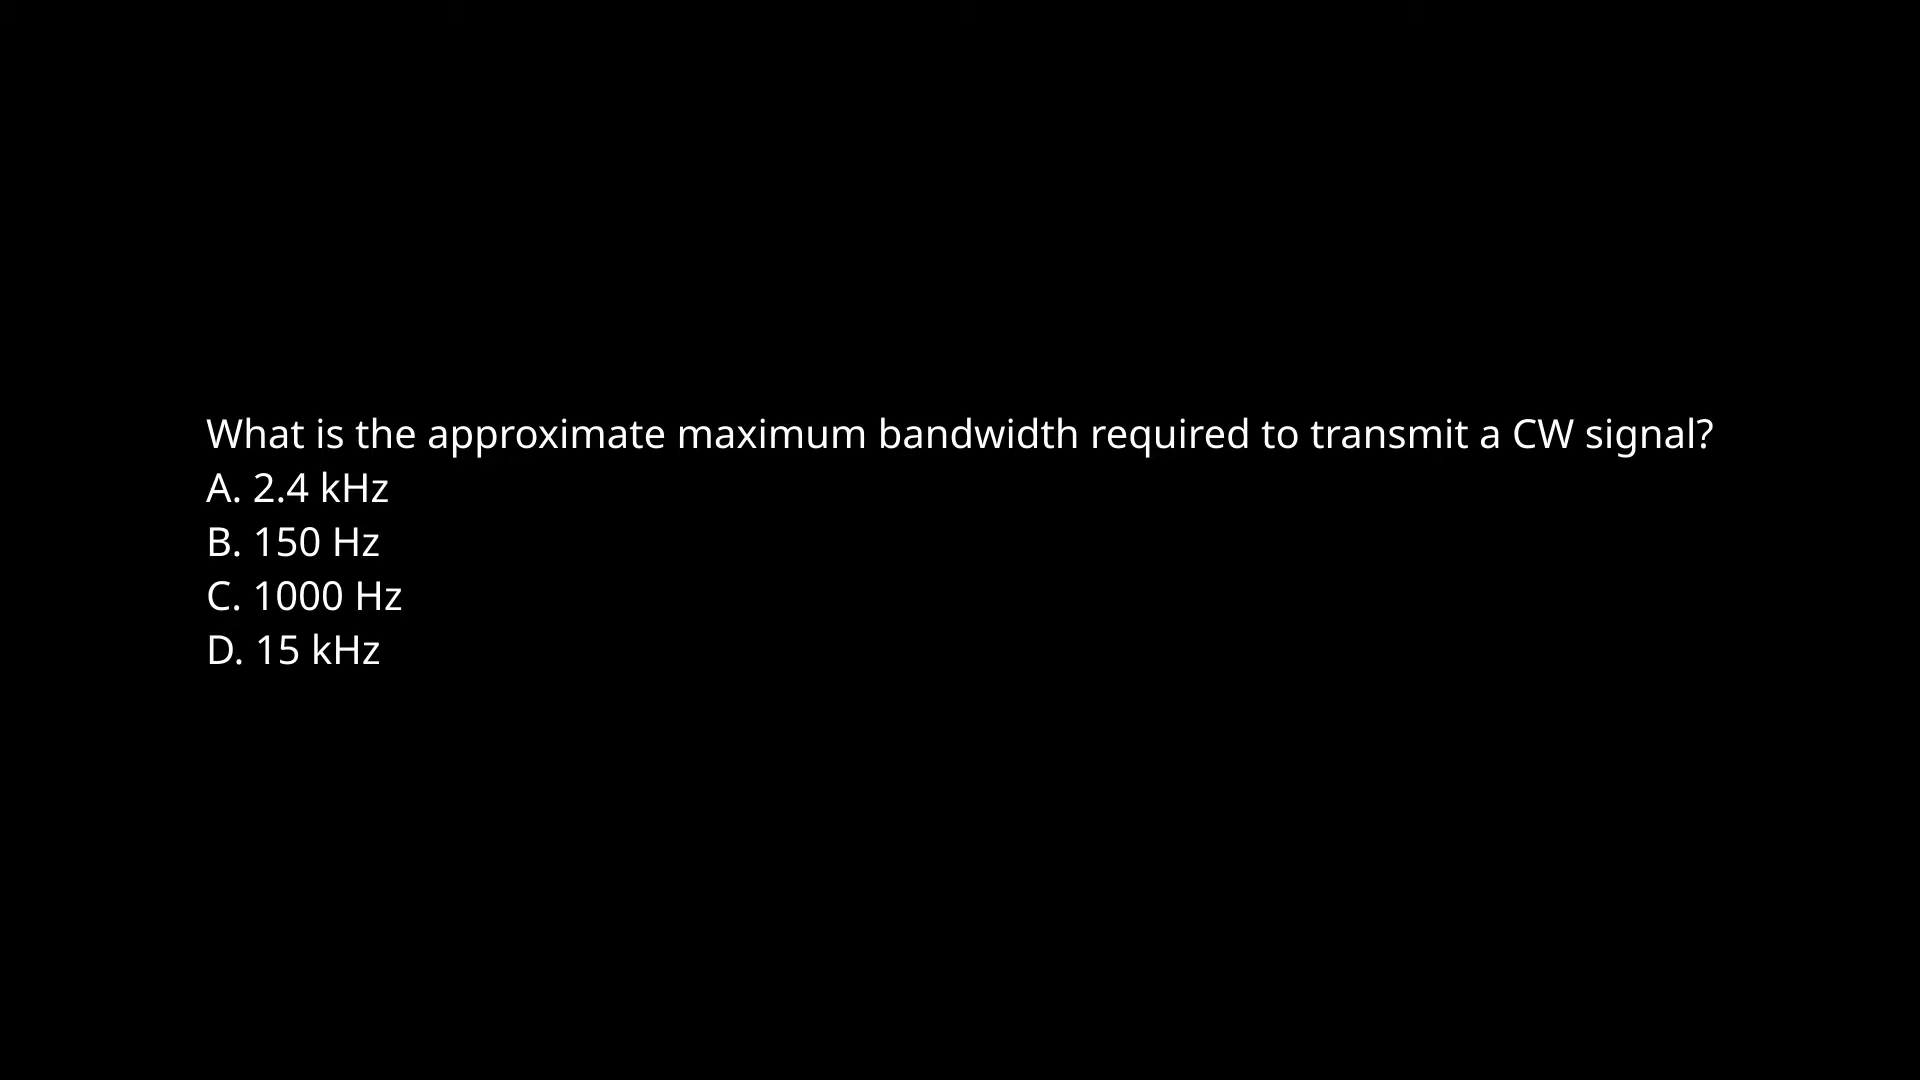 What is the approximate maximum bandwidth required to transmit a CW signal?
A. 2.4 kHz
B. 150 Hz
C. 1000 Hz
D. 15 kHz